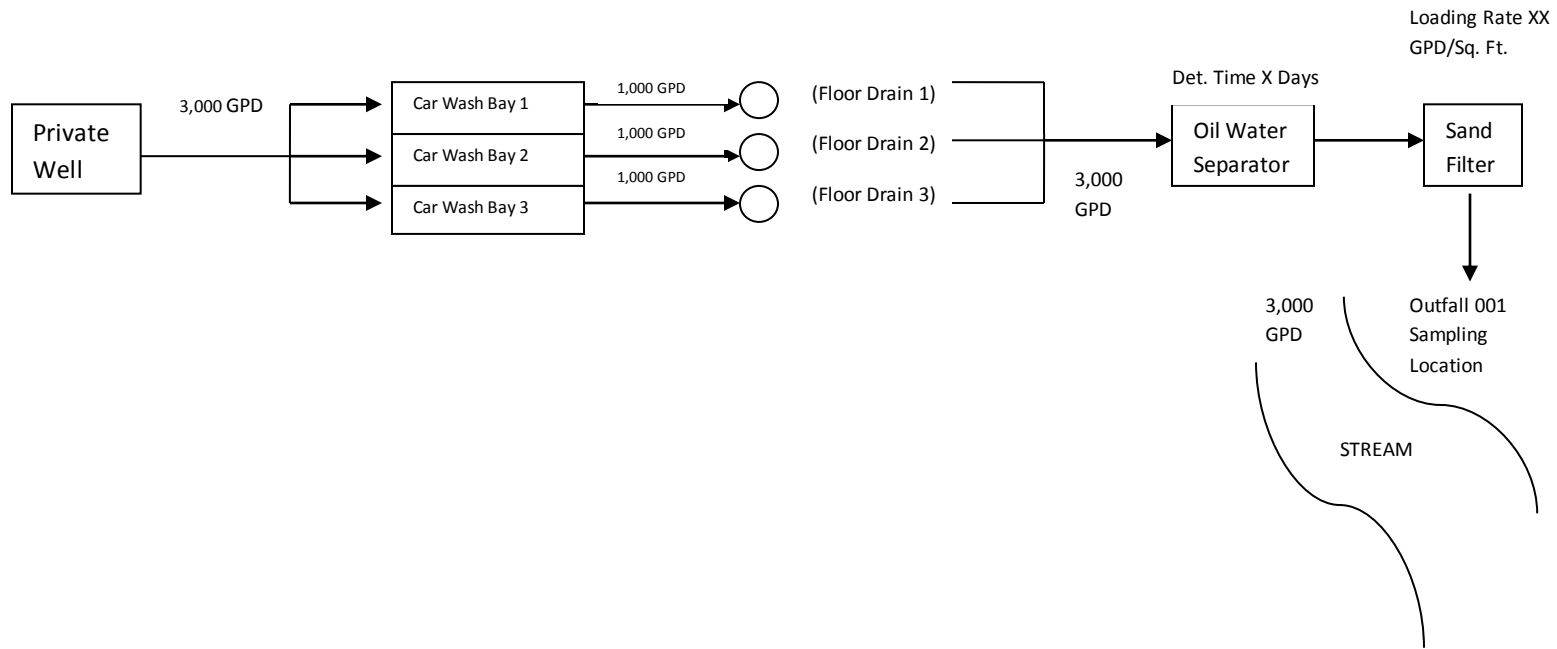 Private
Well
3,000 GPD
Car Wash Bay 1
Car Wash Bay 2
Car Wash Bay 3
1,000 GPD
1,000 GPD
1,000 GPD
(Floor Drain 1)
(Floor Drain 2)
(Floor Drain 3)
3,000
GPD
Det. Time X Days
Oil Water
Separator
Loading Rate XX
GPD/Sq. Ft.
Sand
Filter
3,000
GPD
Outfall 001
Sampling
Location
STREAM